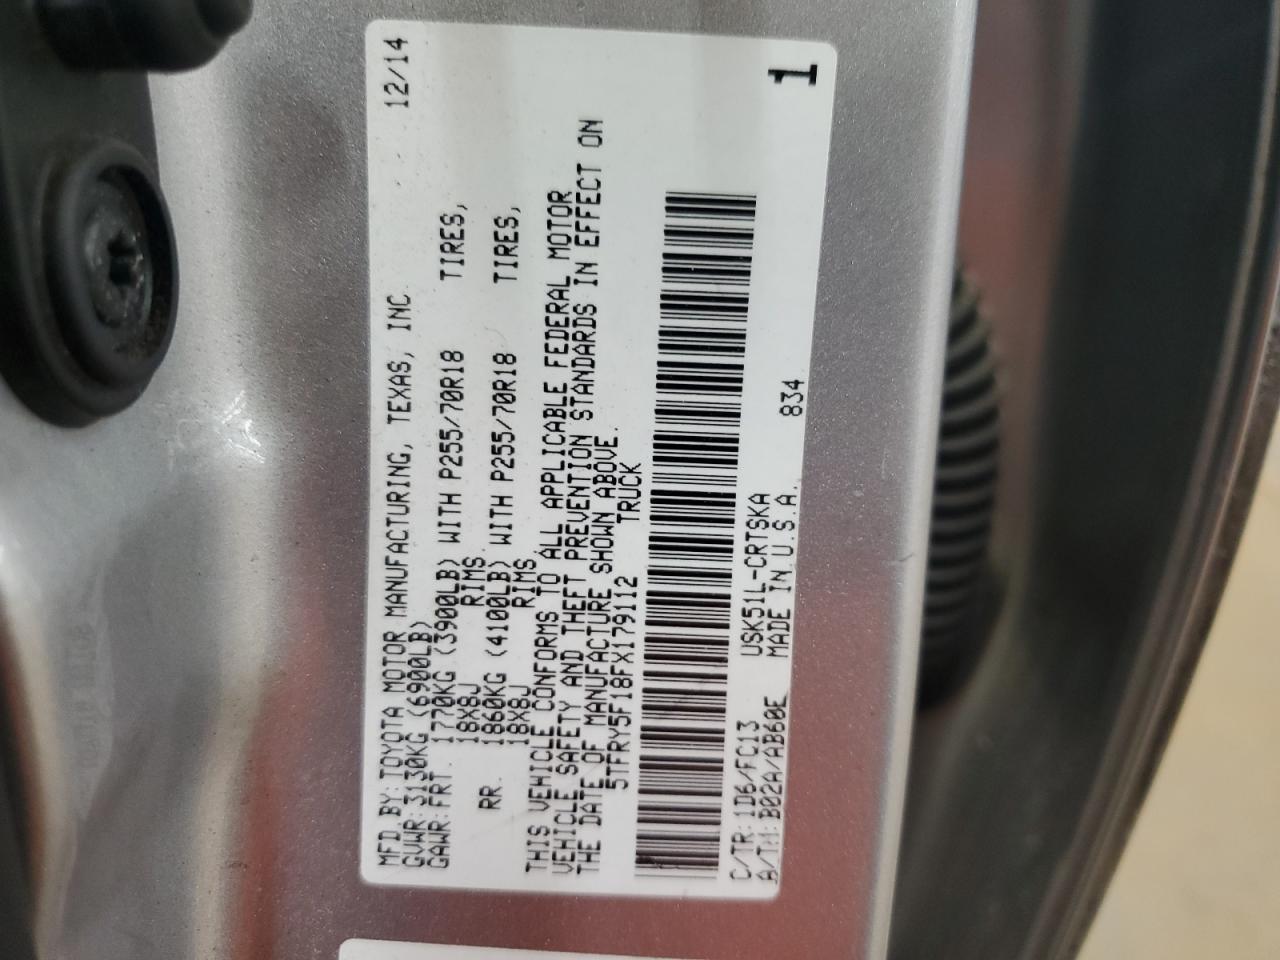 MFD. BY: TOYOTA MOTOR MANUFACTURING, TEXAS, INC. 12/14
GVWR: 3130KG (6900LB)
GAWR: FRT. 1770KG (3900LB) WITH P255/70R18 TIRES,
18X8J RIMS.
RR. 1860KG (4100LB) WITH P255/70R18 TIRES,
18X8J RIMS.
THIS VEHICLE CONFORMS TO ALL APPLICABLE FEDERAL MOTOR
VEHICLE SAFETY AND THEFT PREVENTION STANDARDS IN EFFECT ON
THE DATE OF MANUFACTURE SHOWN ABOVE.
5TFRY5F18FX179112 TRUCK
C/TR: 1D6/FC13 USK51L-CRTSKA
A/TM: B02A/AB60E MADE IN U.S.A. 834
1